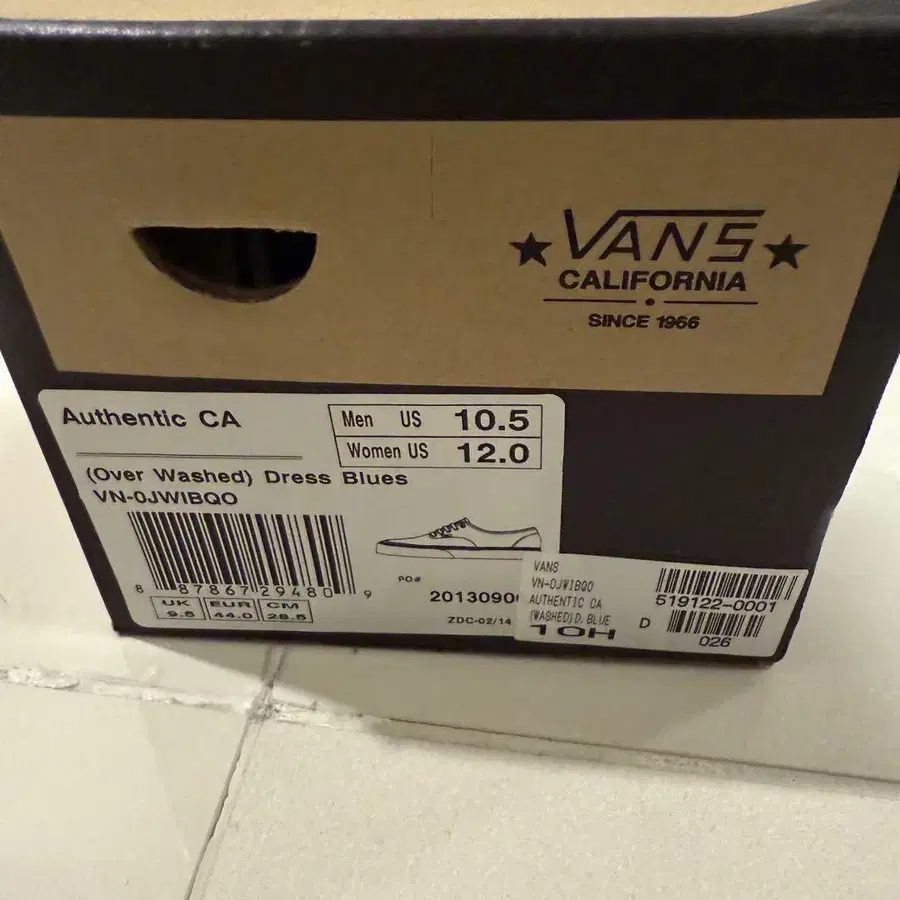 VANS
CALIFORNIA
SINCE 1966
Authentic CA
Men US 10.5
Women US 12.0
(Over Washed) Dress Blues
VN-0JWIBQO
8 87867 29480 9
UK EUR CM
9.5 44.0 28.5
PO#
ZDC-02/14
VANS
VN-0JWIBQO
AUTHENTIC CA
(WASHED)D.BLUE
10H
519122-0001
D
026